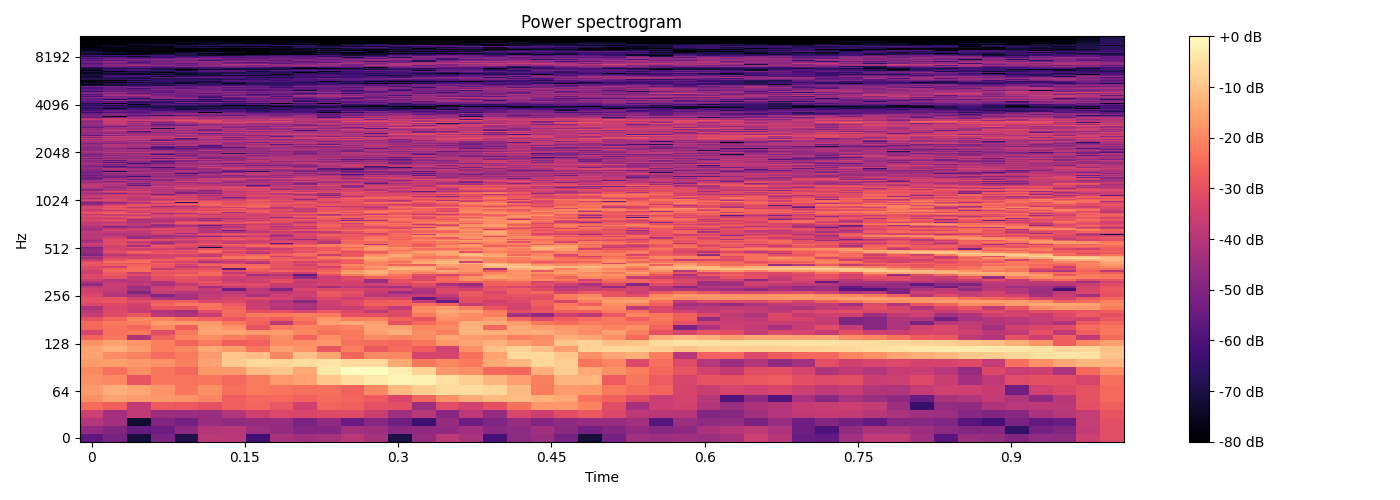 Power spectrogram
Hz
8192
4096
2048
1024
512
256
128
64
0
0 0.15 0.3 0.45 0.6 0.75 0.9
Time
+0 dB
-10 dB
-20 dB
-30 dB
-40 dB
-50 dB
-60 dB
-70 dB
-80 dB